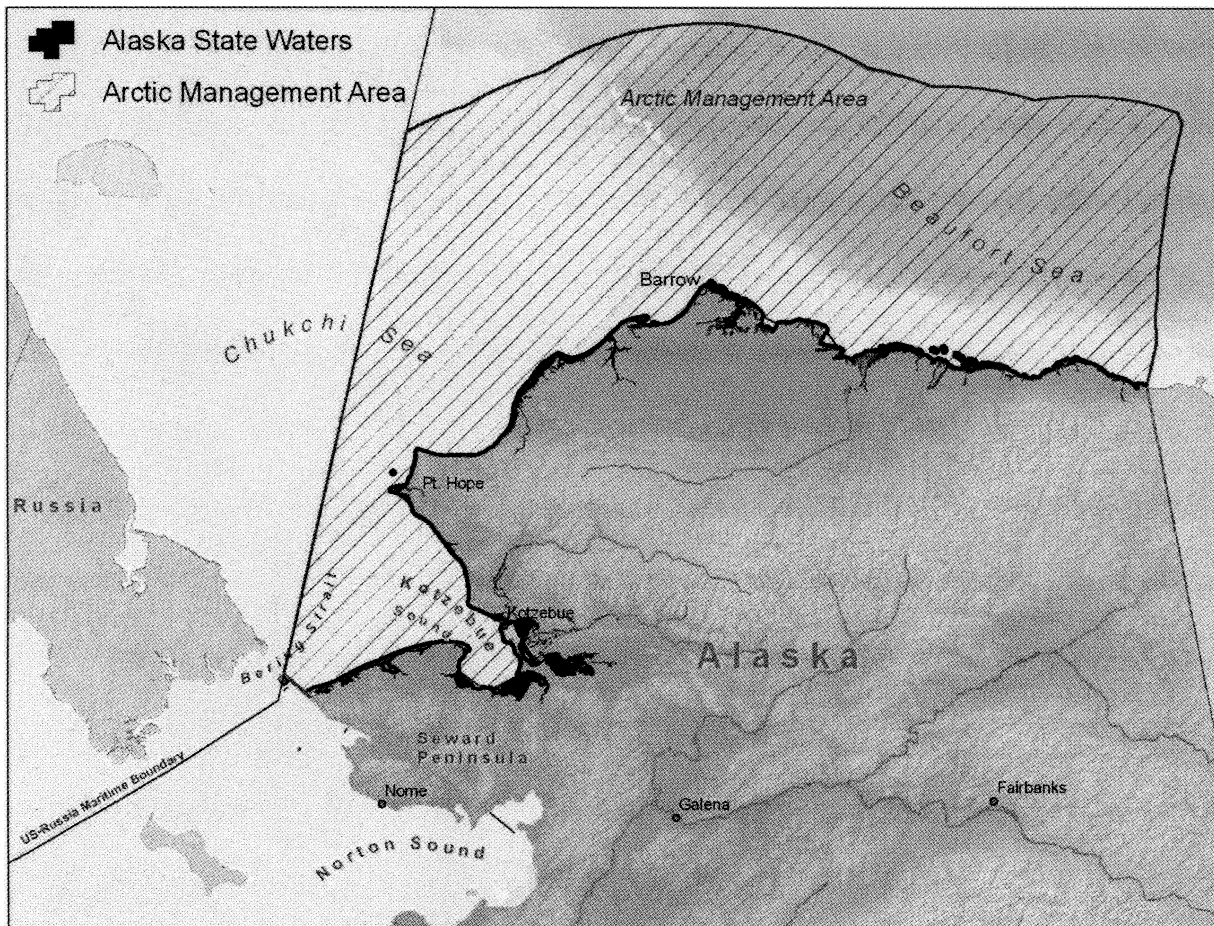 Alaska State Waters
Arctic Management Area
Arctic Management Area
Beaufort Sea
Barrow
Chukchi Sea
Pt. Hope
Russia
Bering Strait
Kotzebue Sound
Kotzebue
Alaska
Seward
Peninsula
US-Russia Maritime Boundary
Nome
Galena
Fairbanks
Norton Sound